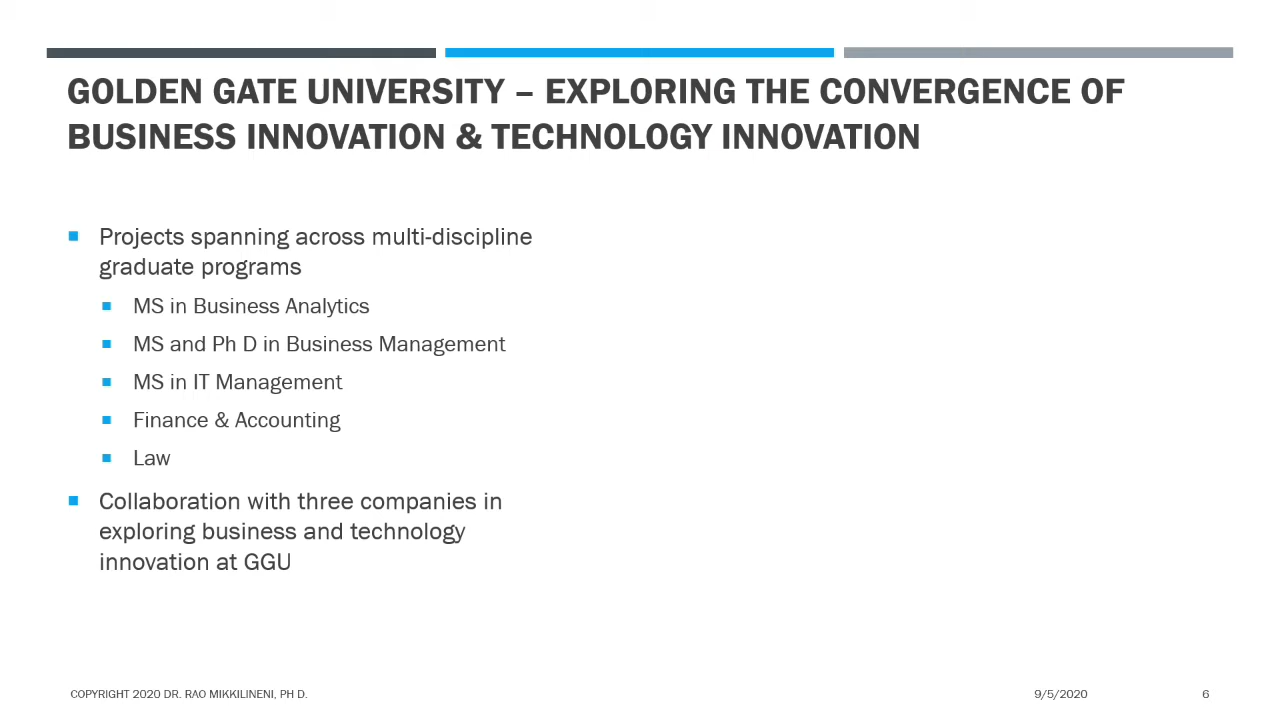 GOLDEN GATE UNIVERSITY – EXPLORING THE CONVERGENCE OF
BUSINESS INNOVATION & TECHNOLOGY INNOVATION
Projects spanning across multi-discipline
graduate programs
MS in Business Analytics
MS and Ph D in Business Management
MS in IT Management
Finance & Accounting
Law
Collaboration with three companies in
exploring business and technology
innovation at GGU
COPYRIGHT 2020 DR. RAO MIKKILINENI, PH D.
9/5/2020
6